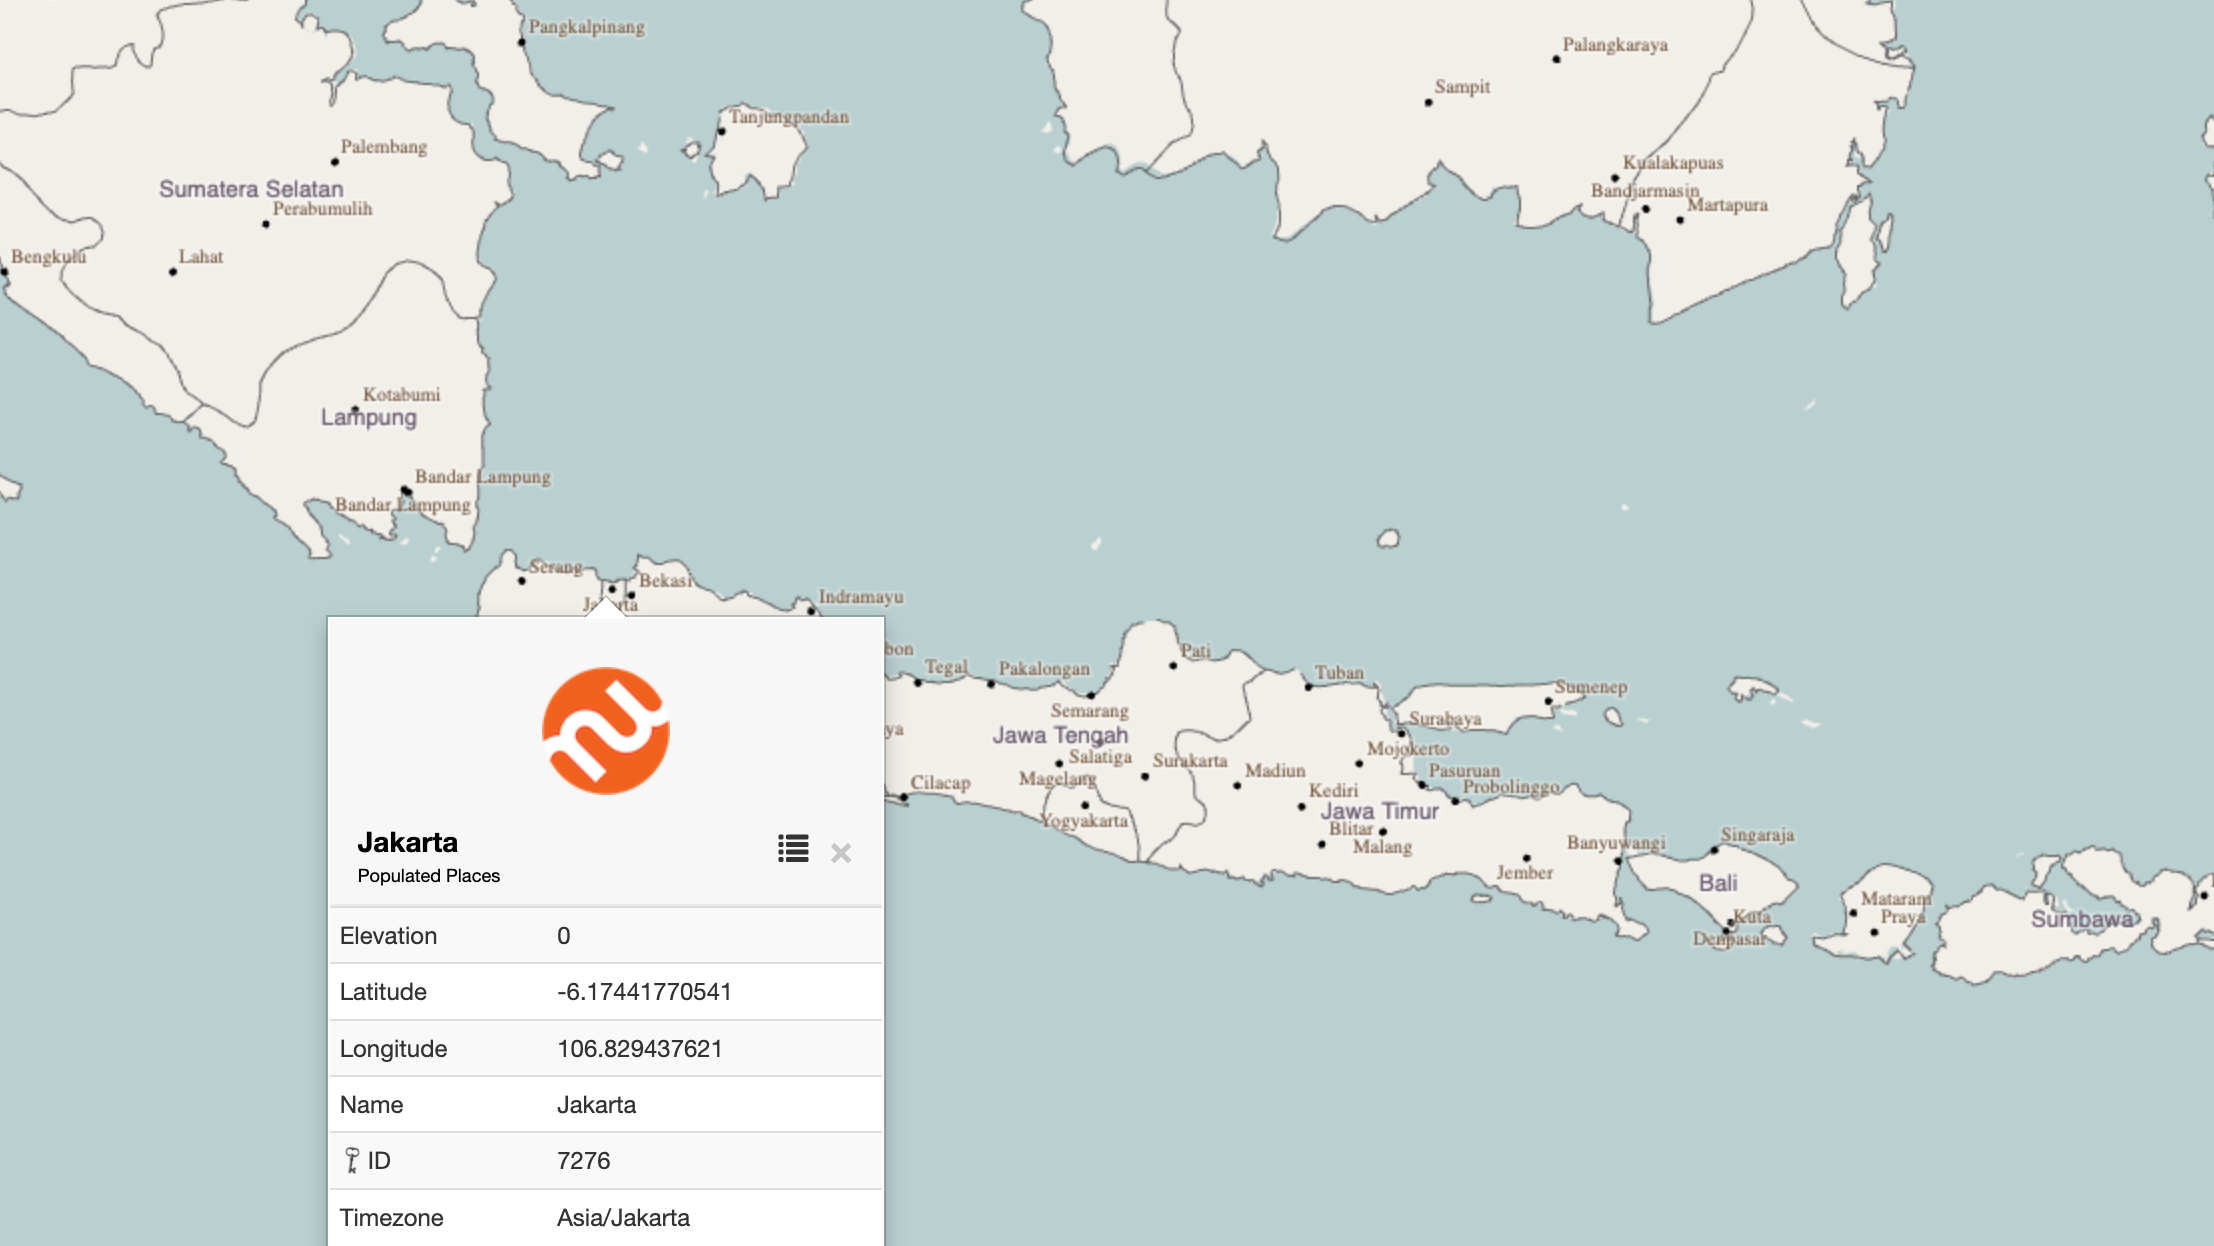 Pangkalpinang
Palangkaraya
Sampit
Tanjungpandan
Palembang
Kualakapuas
Sumatera Selatan
Bandjarmasin
Perabumulih
Martapura
Bengkulu
Lahat
Kotabumi
Lampung
Bandar Lampung
Bandar Lampung
Serang
Bekasi
Jakarta
Indramayu
bon
Pati
Tegal
Pakalongan
Tuban
Sumenep
Semarang
Surabaya
ya
Jawa Tengah
Mojokerto
Salatiga
Surakarta
Madiun
Pasuruan
Magelang
Cilacap
Kediri
Probolinggo
Jawa Timur
Yogyakarta
Blitar
Malang
Banyuwangi
Singaraja
Jember
Bali
Mataram
Praya
Kuta
Sumbawa
Denpasar
Jakarta
Populated Places
Elevation 0
Latitude -6.17441770541
Longitude 106.829437621
Name Jakarta
ID 7276
Timezone Asia/Jakarta